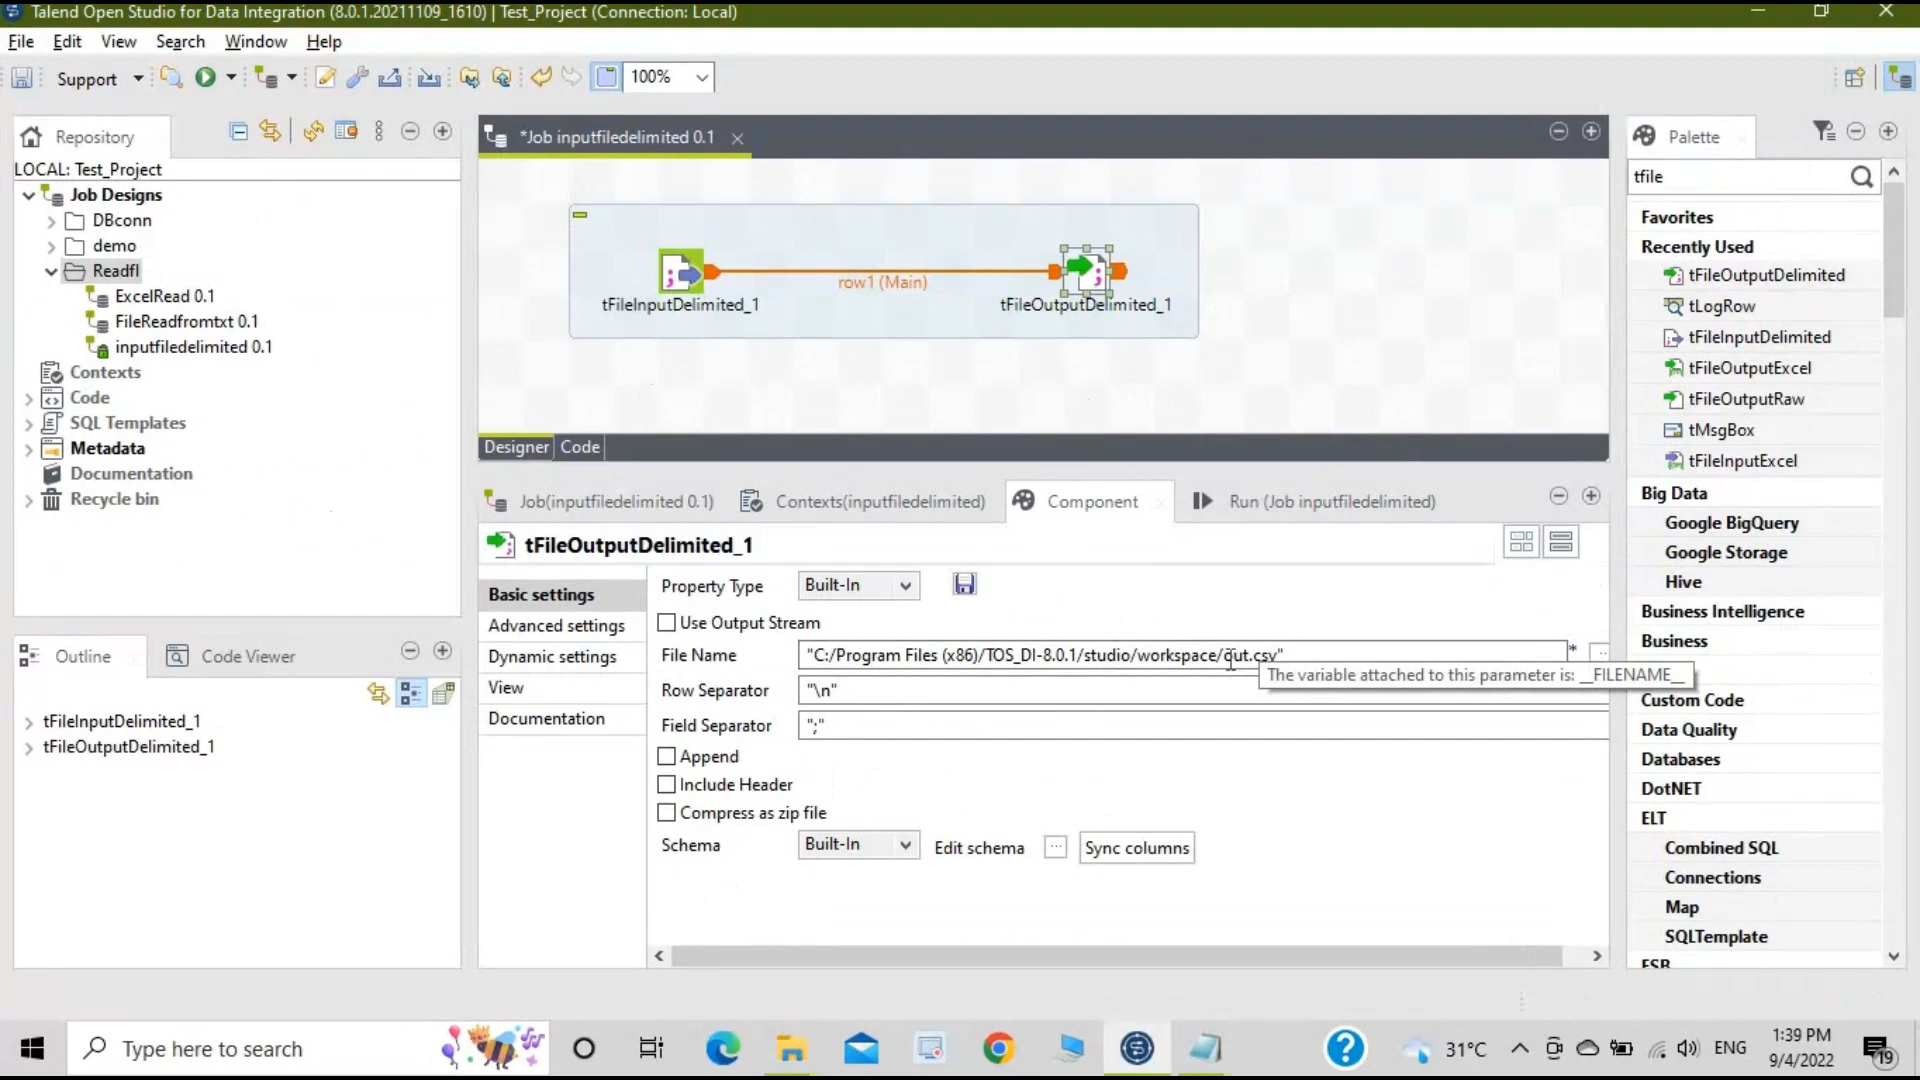 Talend Open Studio for Data Integration (8.0.1.20211109_1610) | Test_Project (Connection: Local)
File Edit View Search Window Help
Support 100%
Repository
LOCAL: Test_Project
Job Designs
DBconn
demo
Readfl
ExcelRead 0.1
FileReadfromtxt 0.1
inputfiledelimited 0.1
Contexts
Code
SQL Templates
Metadata
Documentation
Recycle bin
Outline Code Viewer
tFileInputDelimited_1
tFileOutputDelimited_1
*Job inputfiledelimited 0.1
row1 (Main)
tFileInputDelimited_1 tFileOutputDelimited_1
Designer Code
Job(inputfiledelimited 0.1) Contexts(inputfiledelimited) Component Run (Job inputfiledelimited)
tFileOutputDelimited_1
Basic settings
Advanced settings
Dynamic settings
View
Documentation
Property Type Built-In
Use Output Stream
File Name "C:/Program Files (x86)/TOS_DI-8.0.1/studio/workspace/out.csv" * ...
The variable attached to this parameter is: __FILENAME__
Row Separator "\n"
Field Separator ";"
Append
Include Header
Compress as zip file
Schema Built-In Edit schema ... Sync columns
Palette
tfile
Favorites
Recently Used
tFileOutputDelimited
tLogRow
tFileInputDelimited
tFileOutputExcel
tFileOutputRaw
tMsgBox
tFileInputExcel
Big Data
Google BigQuery
Google Storage
Hive
Business Intelligence
Business
Custom Code
Data Quality
Databases
DotNET
ELT
Combined SQL
Connections
Map
SQLTemplate
ESB
Type here to search
31°C ENG
1:39 PM
9/4/2022
19